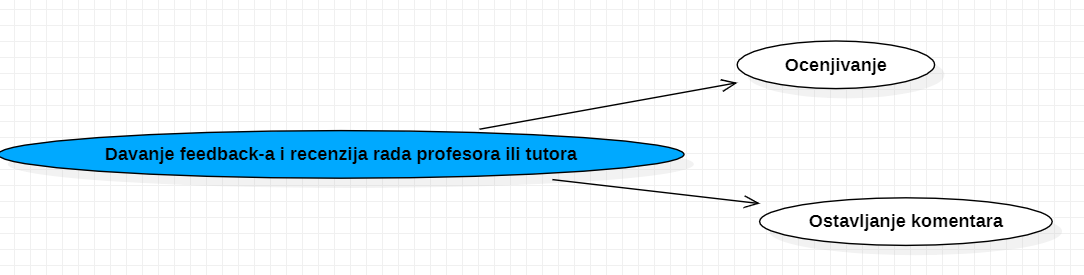 Ocenjivanje
Davanje feedback-a i recenzija rada profesora ili tutora
Ostavljanje komentara